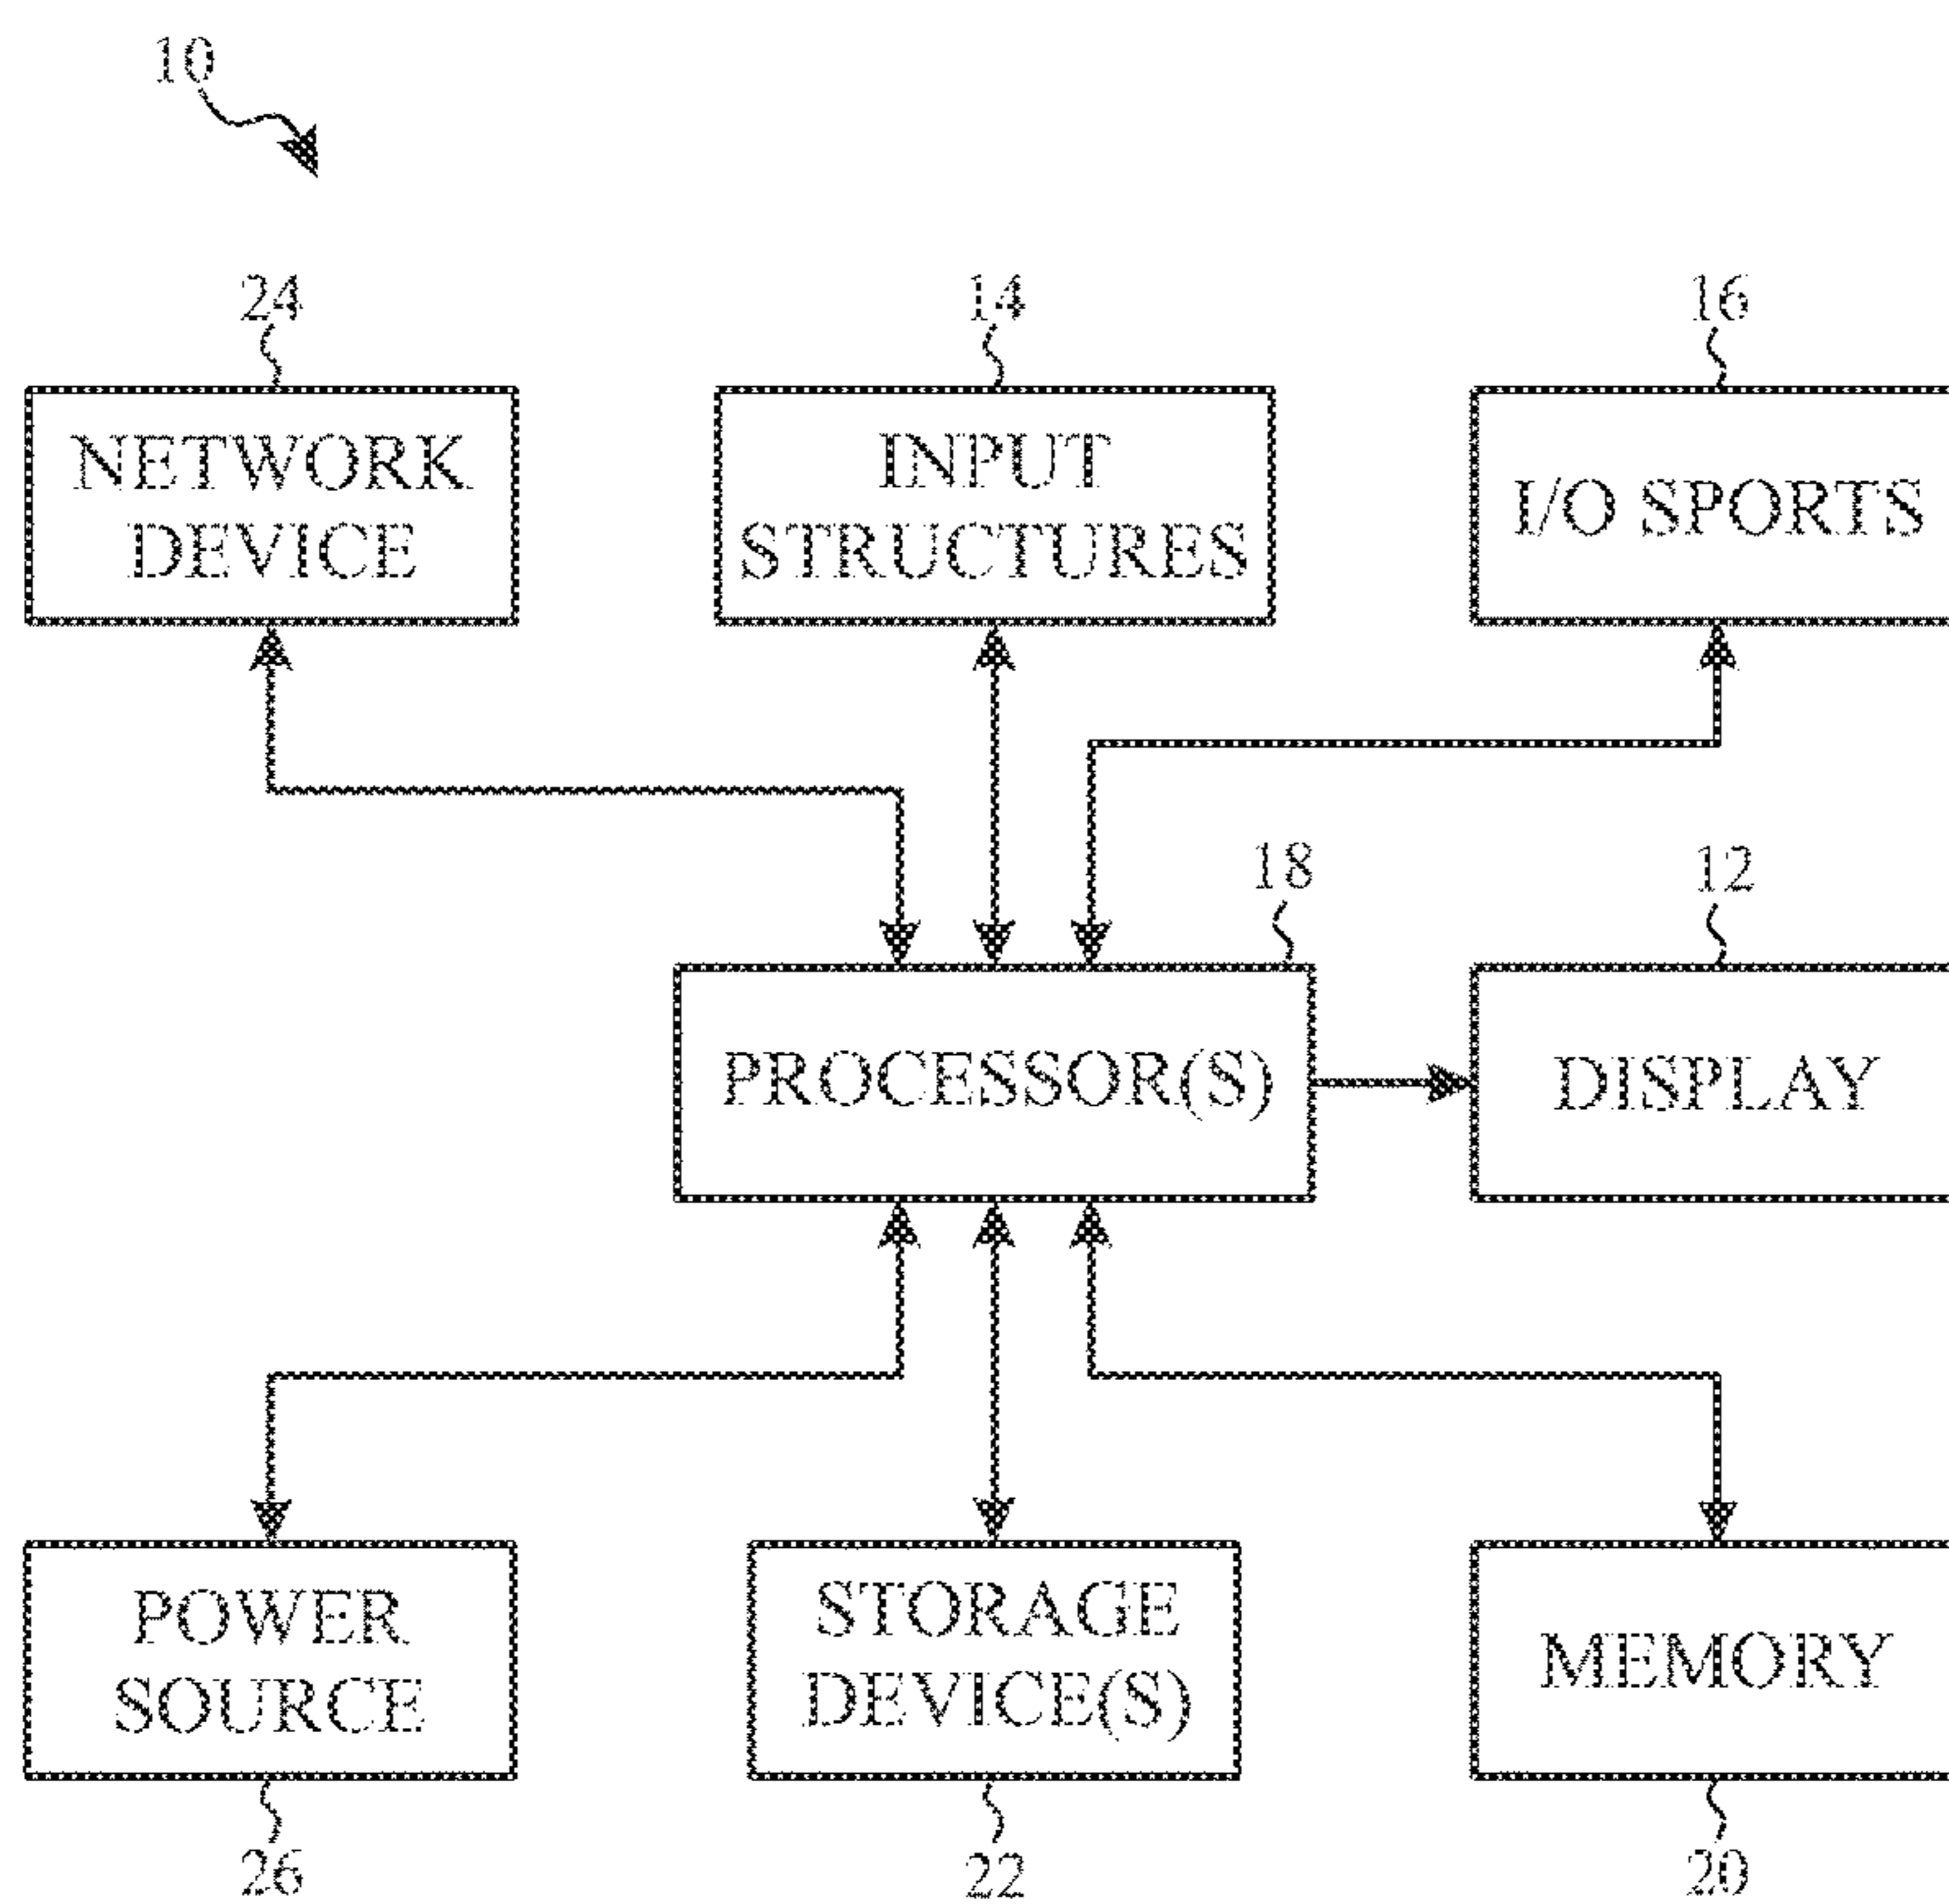 10
24
14
16
NETWORK
DEVICE
INPUT
STRUCTURES
I/O SPORTS
18
12
PROCESSOR(S)
DISPLAY
POWER
SOURCE
STORAGE
DEVICE(S)
MEMORY
26
22
20